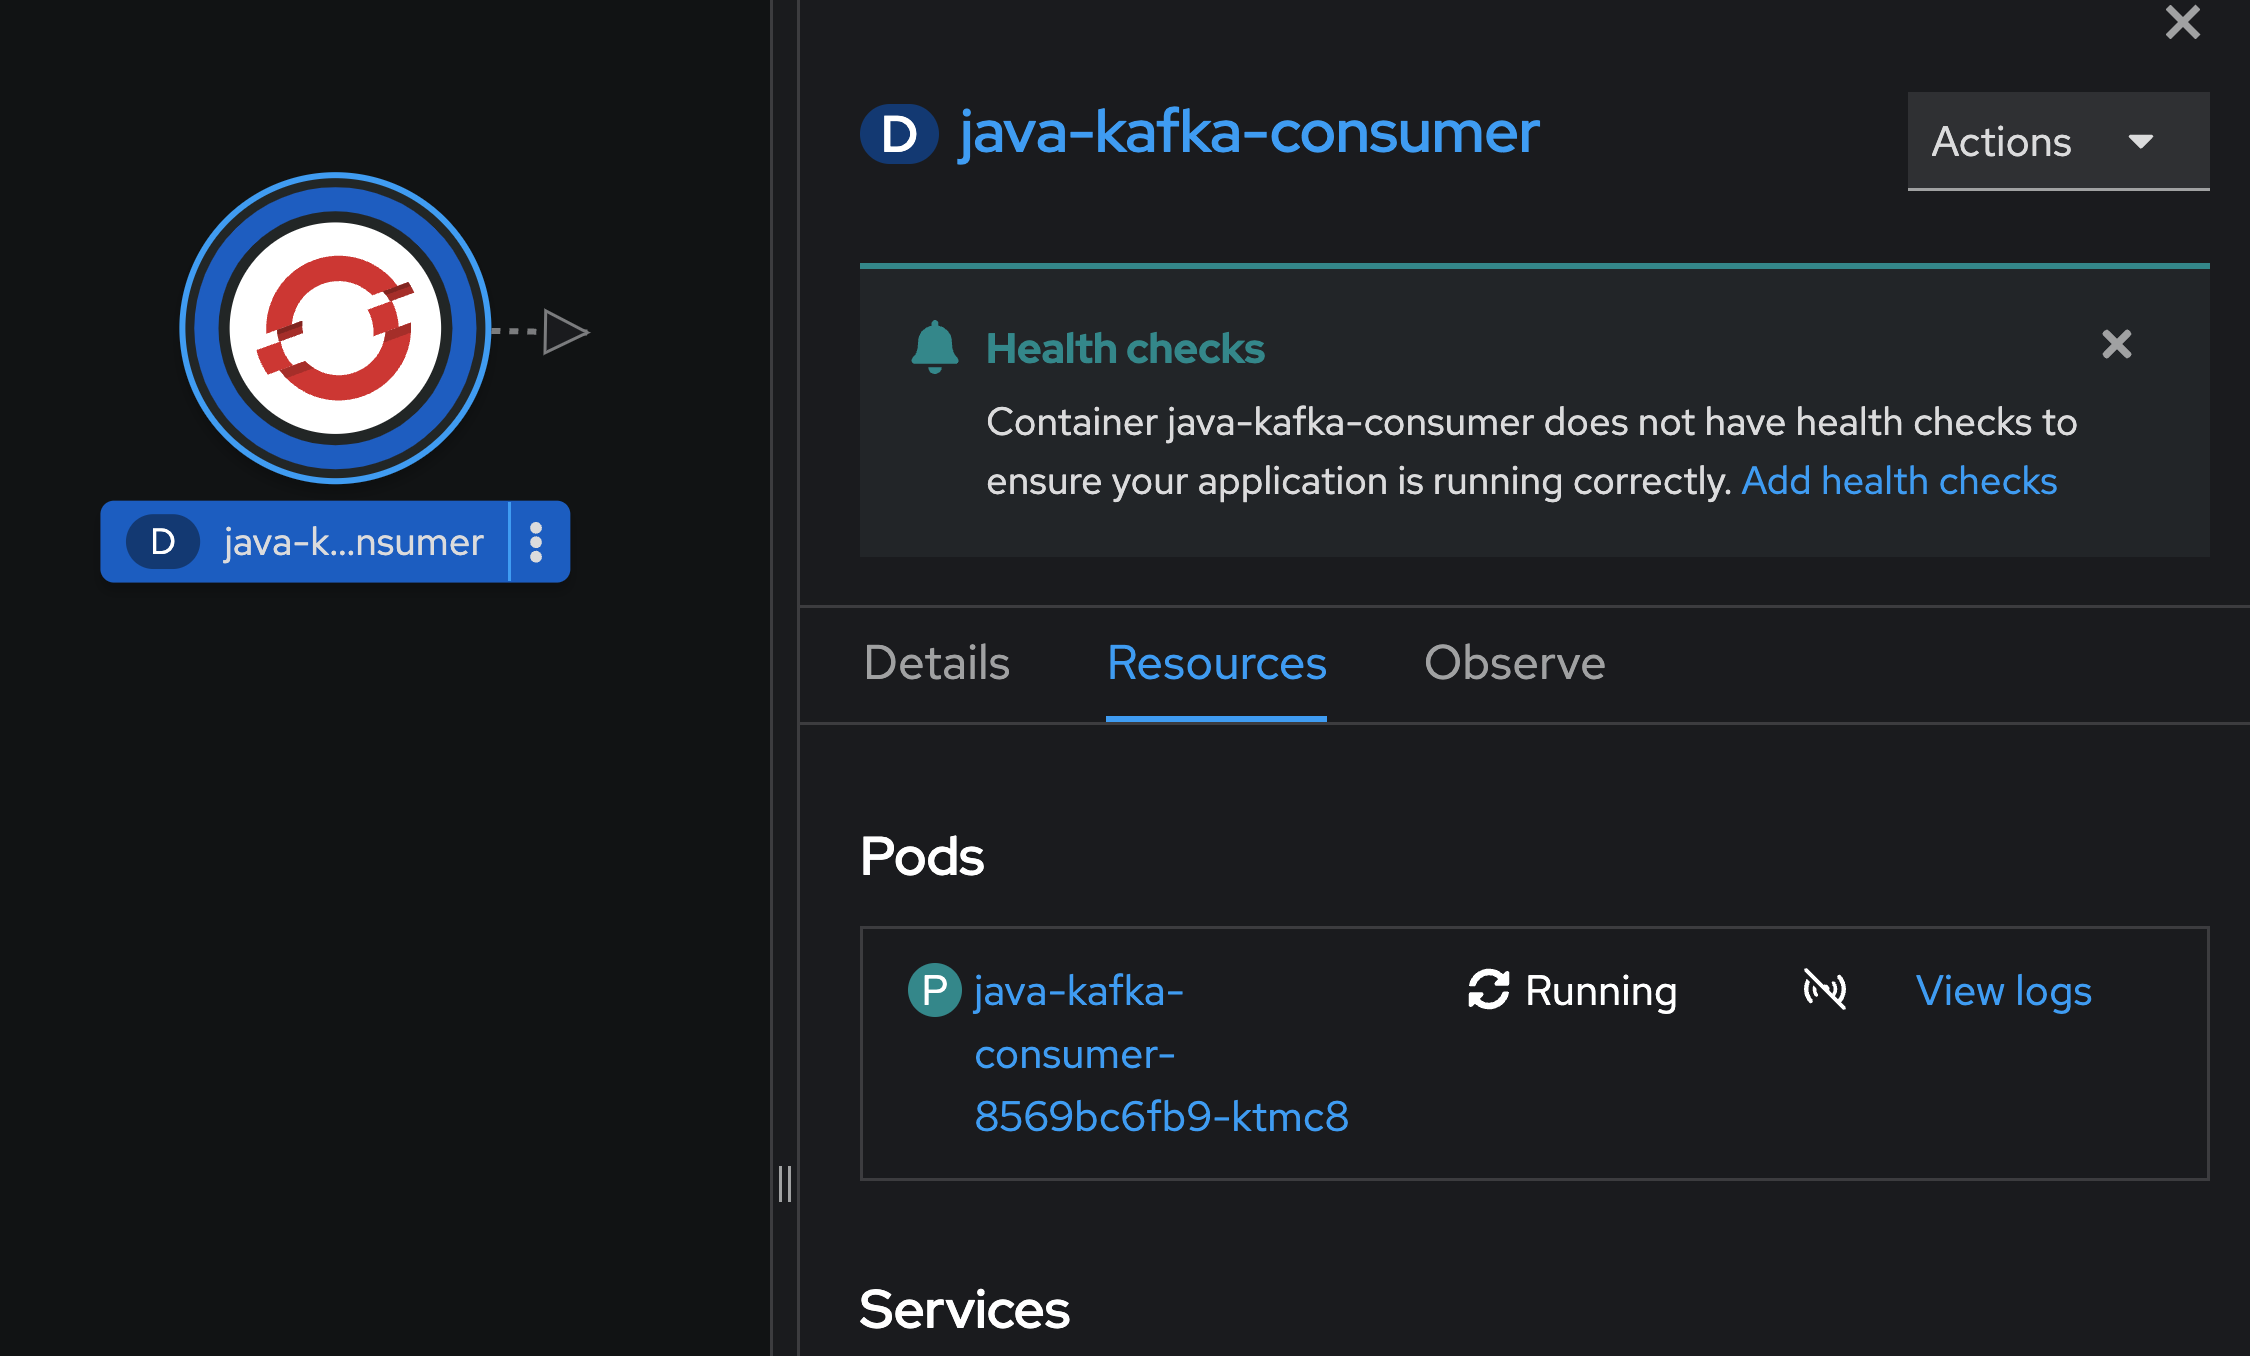 D java-k...nsumer
D java-kafka-consumer
Actions
Health checks
Container java-kafka-consumer does not have health checks to
ensure your application is running correctly. Add health checks
Details Resources Observe
Pods
P java-kafka- Running View logs
consumer-
8569bc6fb9-ktmc8
Services